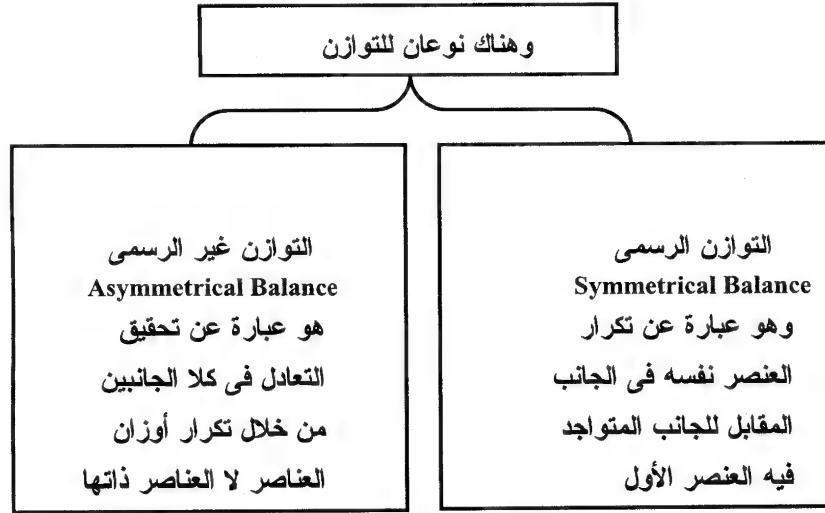 وهناك نوعان للتوازن
التوازن الرسمى
Symmetrical Balance
وهو عبارة عن تكرار
العنصر نفسه فى الجانب
المقابل للجانب المتواجد
فيه العنصر الأول
التوازن غير الرسمى
Asymmetrical Balance
هو عبارة عن تحقيق
التعادل فى كلا الجانبين
من خلال تكرار أوزان
العناصر لا العناصر ذاتها